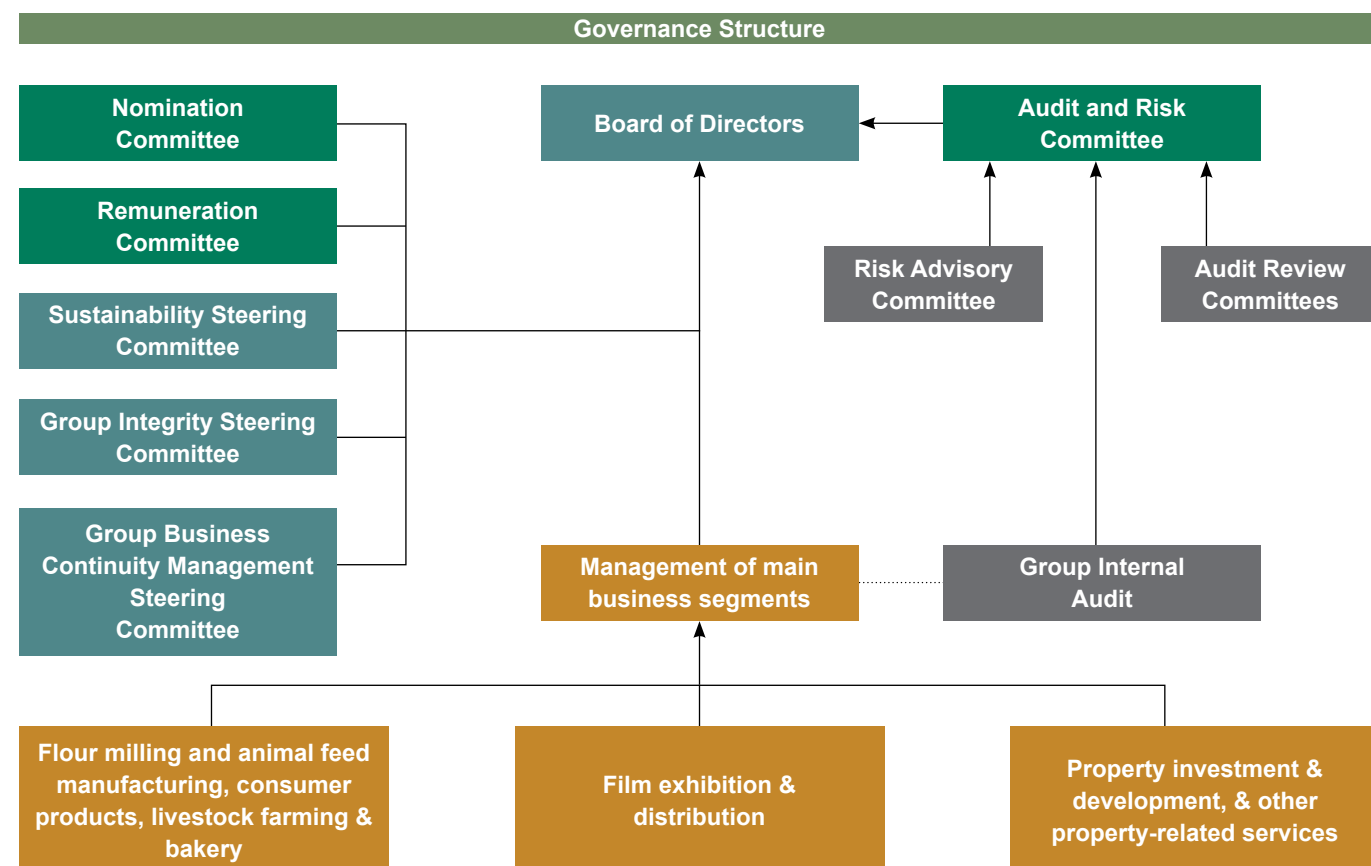 Governance Structure
Nomination
Committee
Board of Directors
Audit and Risk
Committee
Remuneration
Committee
Risk Advisory
Committee
Audit Review
Committees
Sustainability Steering
Committee
Group Integrity Steering
Committee
Group Business
Continuity Management
Steering
Committee
Management of main
business segments
Group Internal
Audit
Flour milling and animal feed
manufacturing, consumer
products, livestock farming &
bakery
Film exhibition &
distribution
Property investment &
development, & other
property-related services